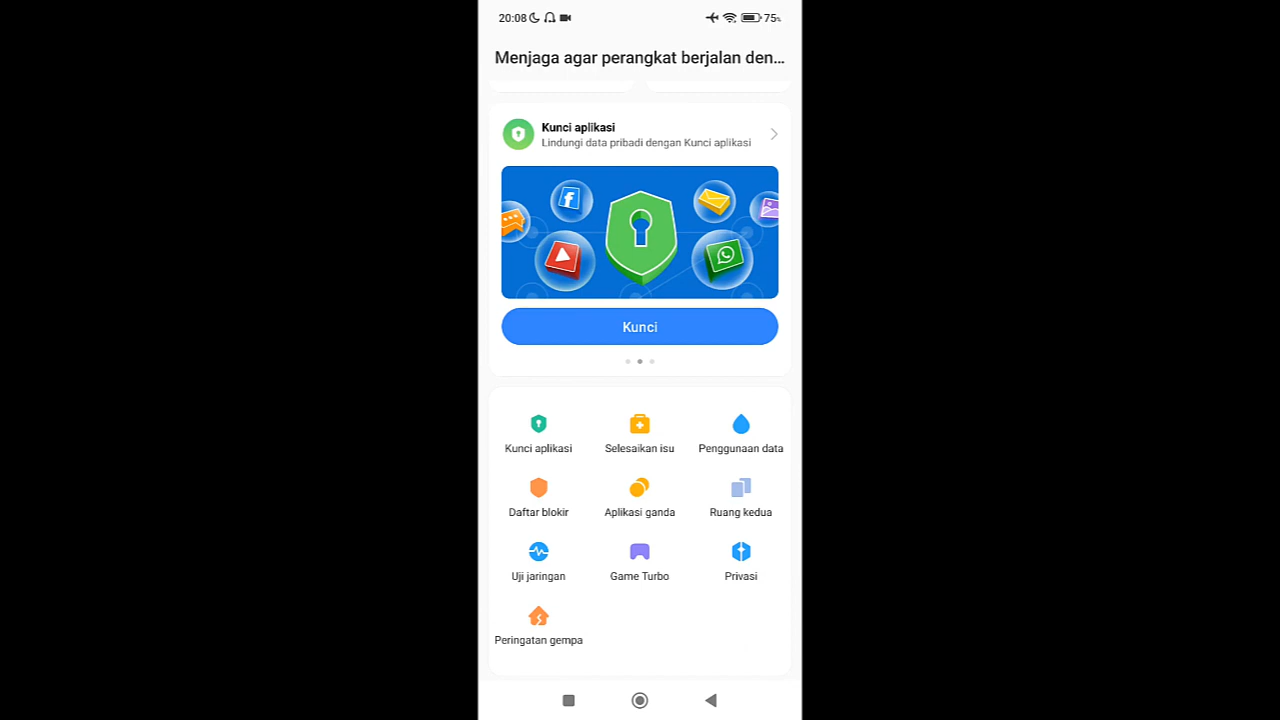 20:08
75%
Menjaga agar perangkat berjalan den...
Kunci aplikasi
Lindungi data pribadi dengan Kunci aplikasi
Kunci
Kunci aplikasi
Selesaikan isu
Penggunaan data
Daftar blokir
Aplikasi ganda
Ruang kedua
Uji jaringan
Game Turbo
Privasi
Peringatan gempa